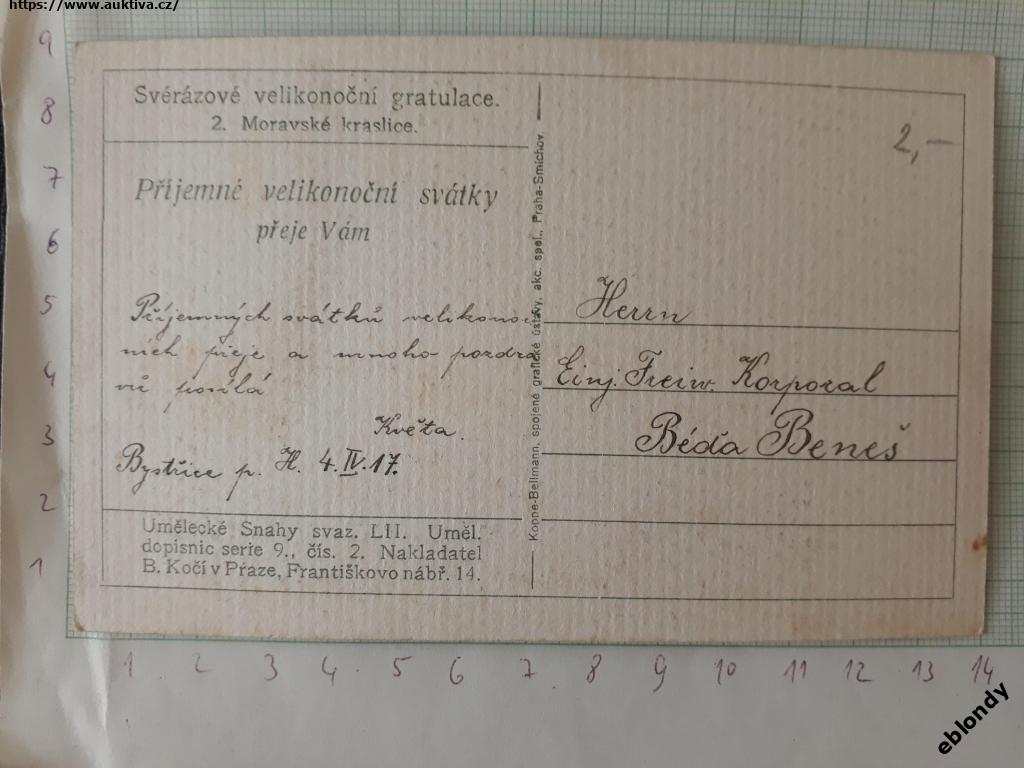 https://www.auktiva.cz/
Svérázové velikonoční gratulace.
2. Moravské kraslice.
Příjemné velikonoční svátky
přeje Vám
Příjemných svátků velikono-
ních přeje a mnoho pozdra
vů posílá
Květa.
Bystřice p. H. 4.IV.17.
Umělecké Snahy svaz. LII. Uměl.
dopisnic serie 9., čís. 2. Nakladatel
B. Kočí v Praze, Františkovo nábř. 14.
Koppe-Bellmann, spojené grafické ústavy, akc. spol., Praha-Smíchov.
2,—
Herrn
Einj. Freiw. Korporal
Béďa Beneš
9
8
7
6
5
4
3
2
1
1 2 3 4 5 6 7 8 9 10 11 12 13 14
eblondy